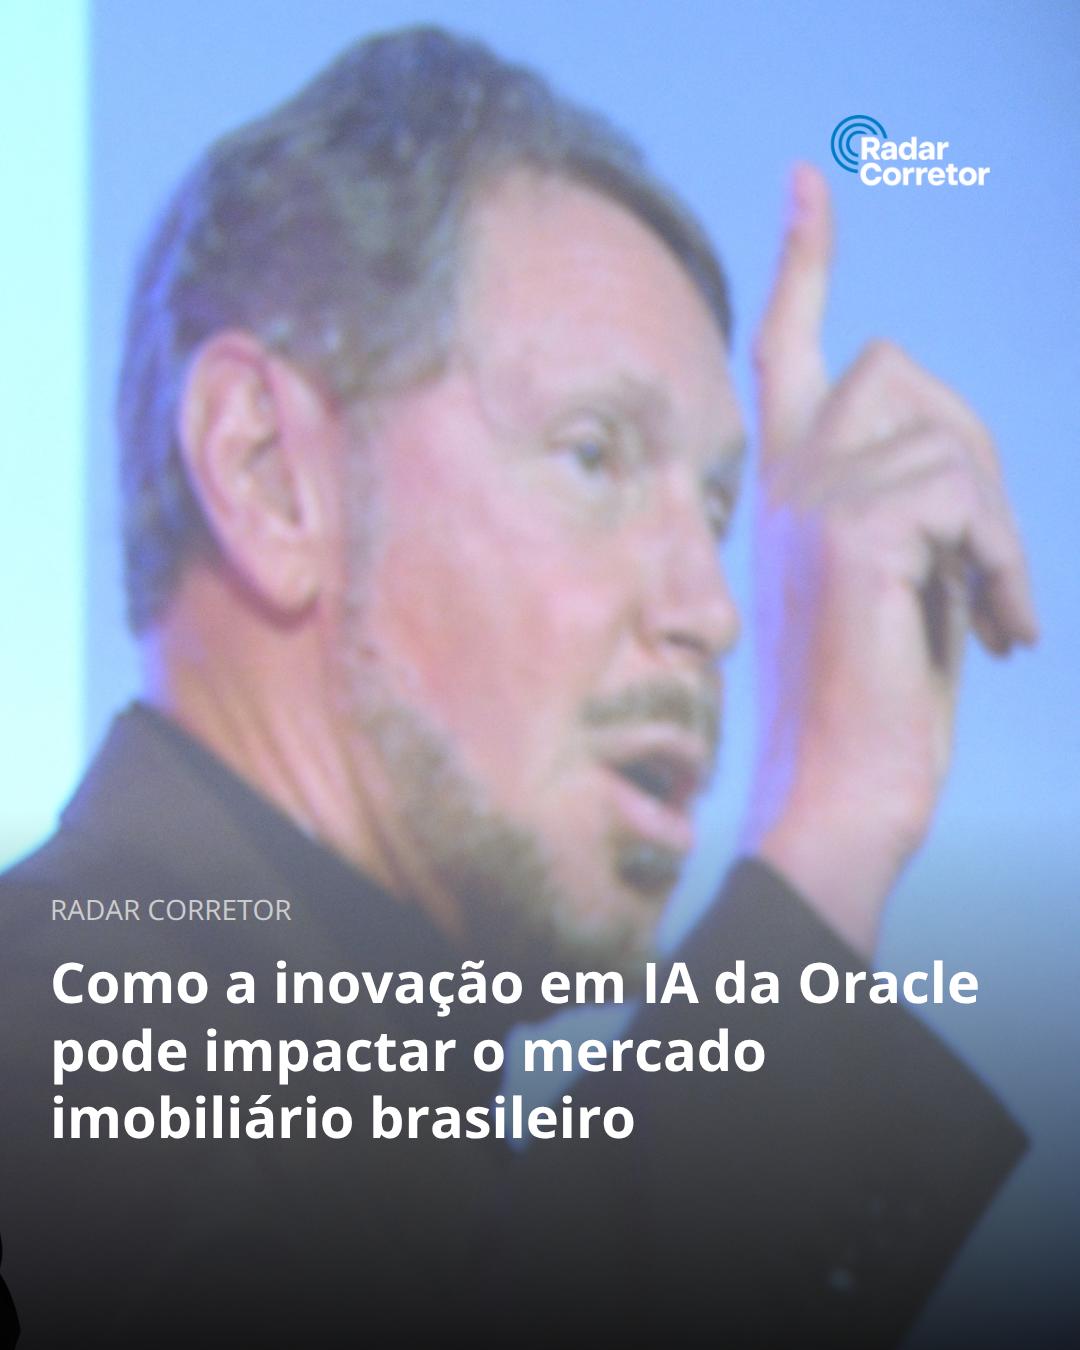 Radar
Corretor
RADAR CORRETOR
Como a inovação em IA da Oracle
pode impactar o mercado
imobiliário brasileiro